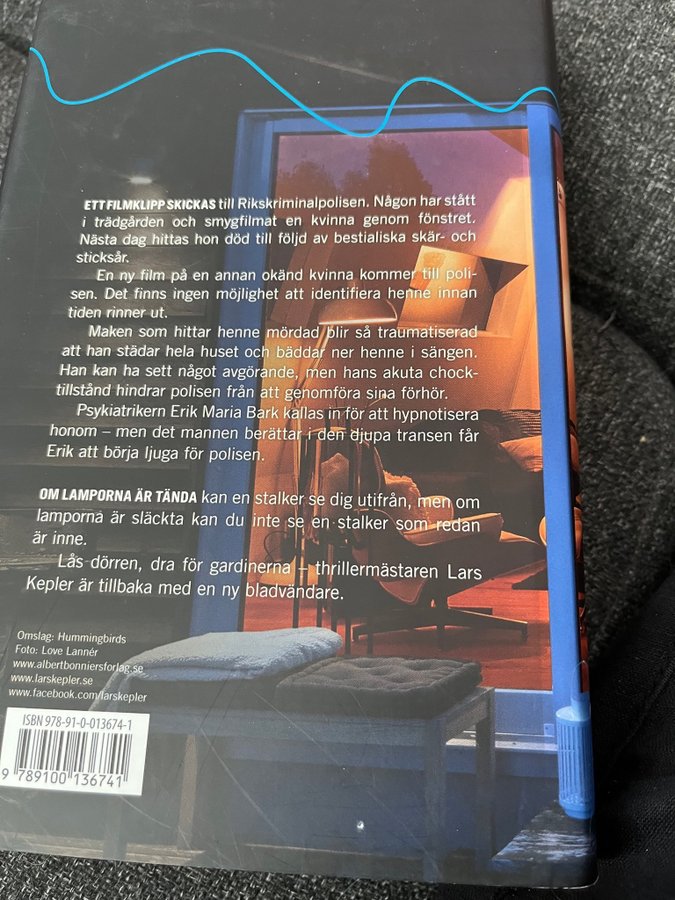 ETT FILMKLIPP SKICKAS till Rikskriminalpolisen. Någon har stått
i trädgården och smygfilmat en kvinna genom fönstret.
Nästa dag hittas hon död till följd av bestialiska skär- och
sticksår.
En ny film på en annan okänd kvinna kommer till poli-
sen. Det finns ingen möjlighet att identifiera henne innan
tiden rinner ut.
Maken som hittar henne mördad blir så traumatiserad
att han städar hela huset och bäddar ner henne i sängen.
Han kan ha sett något avgörande, men hans akuta chock-
tillstånd hindrar polisen från att genomföra sina förhör.
Psykiatrikern Erik Maria Bark kallas in för att hypnotisera
honom – men det mannen berättar i den djupa transen får
Erik att börja ljuga för polisen.
OM LAMPORNA ÄR TÄNDA kan en stalker se dig utifrån, men om
lamporna är släckta kan du inte se en stalker som redan
är inne.
Lås dörren, dra för gardinerna – thrillermästaren Lars
Kepler är tillbaka med en ny bladvändare.
Omslag: Hummingbirds
Foto: Love Lannér
www.albertbonniersforlag.se
www.larskepler.se
www.facebook.com/larskepler
ISBN 978-91-0-013674-1
9 789100 136741